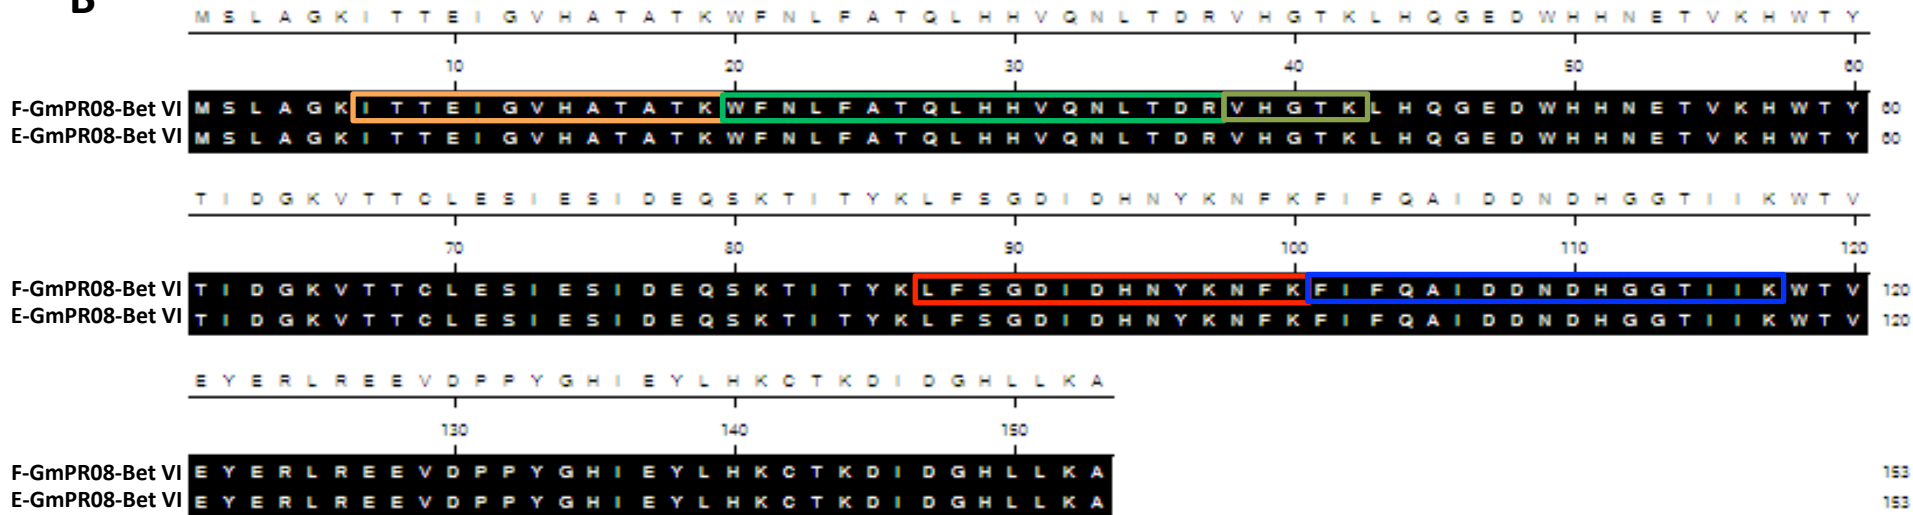 B
M S L A G K I T T E I G V H A T A T K W F N L F A T Q L H H V Q N L T D R V H G T K L H Q G E D W H H N E T V K H W T Y
10 20 30 40 50 60
F-GmPR08-Bet VI M S L A G K I T T E I G V H A T A T K W F N L F A T Q L H H V Q N L T D R V H G T K L H Q G E D W H H N E T V K H W T Y 60
E-GmPR08-Bet VI M S L A G K I T T E I G V H A T A T K W F N L F A T Q L H H V Q N L T D R V H G T K L H Q G E D W H H N E T V K H W T Y 60
T I D G K V T T C L E S I E S I D E Q S K T I T Y K L F S G D I D H N Y K N F K F I F Q A I D D N D H G G T I I K W T V
70 80 90 100 110 120
F-GmPR08-Bet VI T I D G K V T T C L E S I E S I D E Q S K T I T Y K L F S G D I D H N Y K N F K F I F Q A I D D N D H G G T I I K W T V 120
E-GmPR08-Bet VI T I D G K V T T C L E S I E S I D E Q S K T I T Y K L F S G D I D H N Y K N F K F I F Q A I D D N D H G G T I I K W T V 120
E Y E R L R E E V D P P Y G H I E Y L H K C T K D I D G H L L K A
130 140 150
F-GmPR08-Bet VI E Y E R L R E E V D P P Y G H I E Y L H K C T K D I D G H L L K A 153
E-GmPR08-Bet VI E Y E R L R E E V D P P Y G H I E Y L H K C T K D I D G H L L K A 153